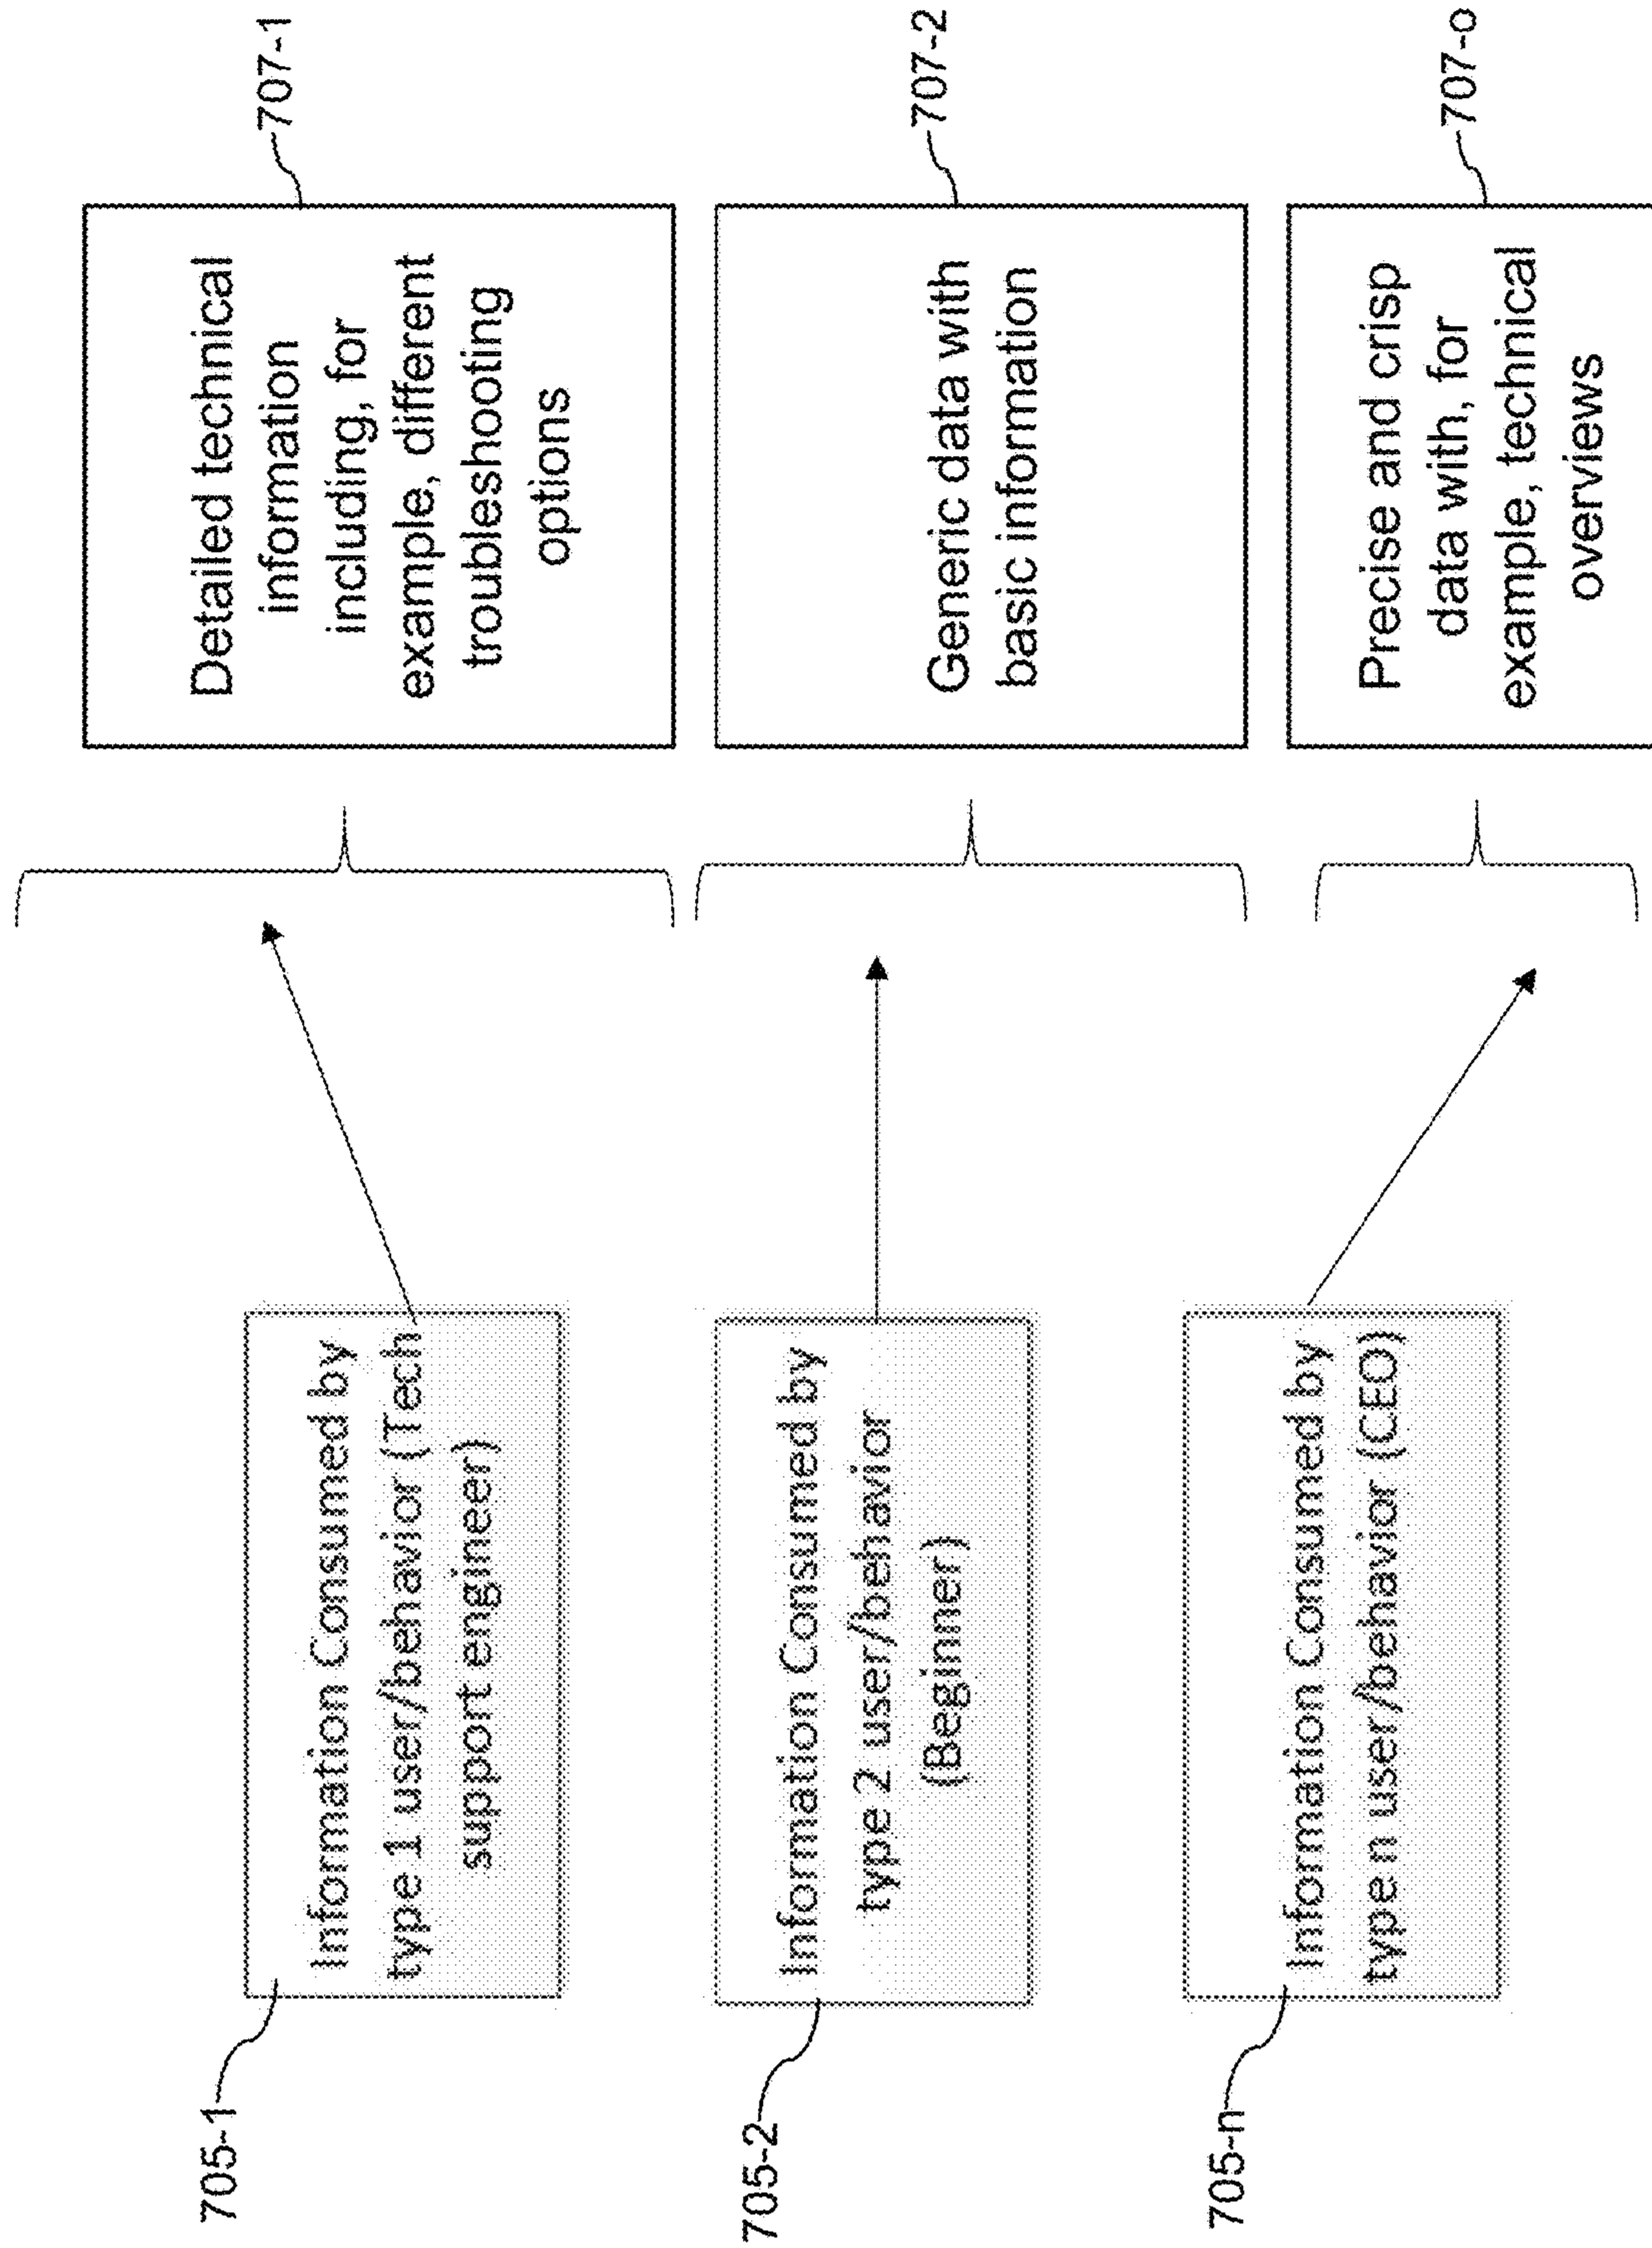 705-1
Information Consumed by
type 1 user/behavior (Tech
support engineer)
Detailed technical
information
including, for
example, different
troubleshooting
options
707-1
705-2
Information Consumed by
type 2 user/behavior
(Beginner)
Generic data with
basic information
707-2
705-n
Information Consumed by
type n user/behavior (CEO)
Precise and crisp
data with, for
example, technical
overviews
707-o